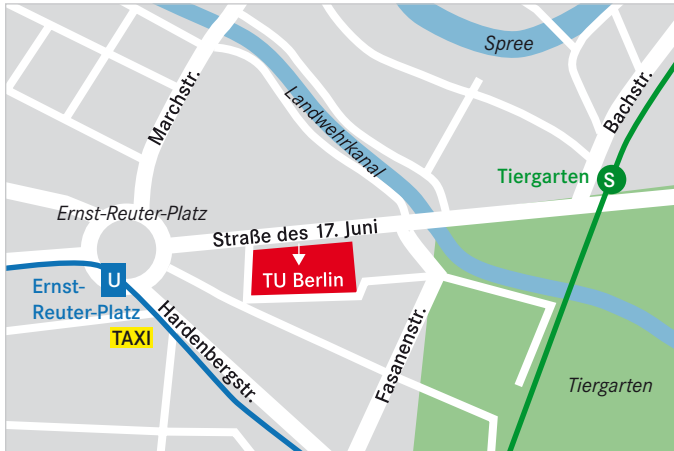 Spree
Marchstr.
Landwehrkanal
Bachstr.
Tiergarten
S
Ernst-Reuter-Platz
Straße des 17. Juni
TU Berlin
U
Ernst-
Reuter-Platz
TAXI
Hardenbergstr.
Fasanenstr.
Tiergarten